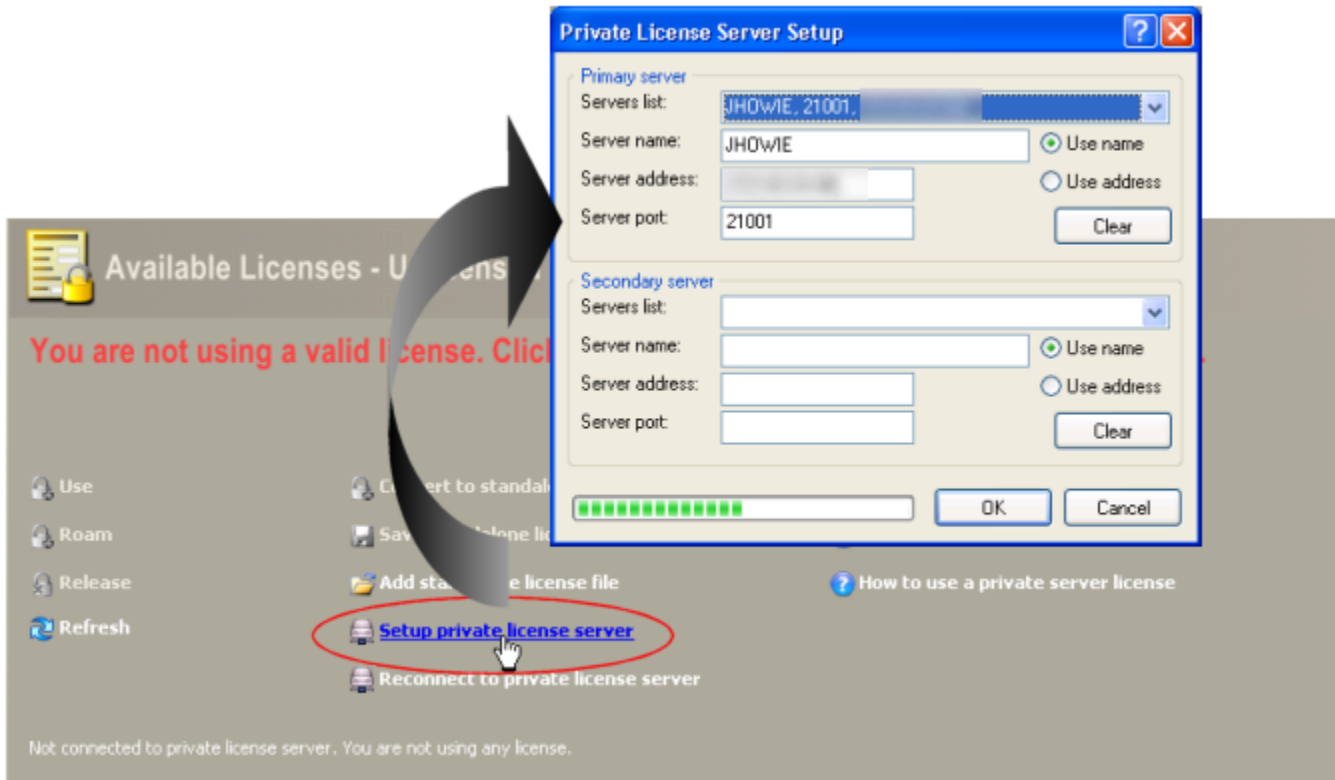 Private License Server Setup
Primary server
Servers list:
JHOWIE, 21001,
Server name:
JHOWIE
Use name
Server address:
Use address
Server port:
21001
Clear
Secondary server
Servers list:
Server name:
Use name
Server address:
Use address
Server port:
Clear
OK
Cancel
Available Licenses -
You are not using a valid license.
Use
Roam
Release
Refresh
to
Add license file
Setup private license server
Reconnect to private license server
How to use a private server license
Not connected to private license server. You are not using any license.